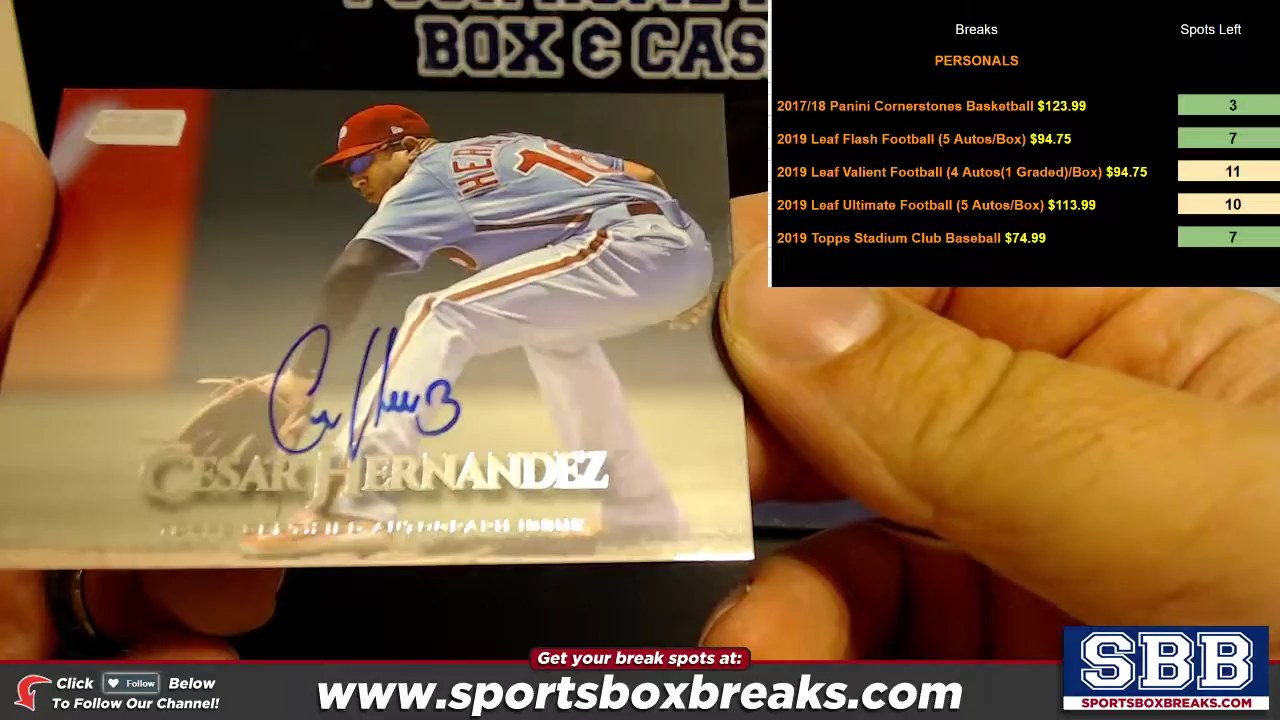 BOX & CAS
HER
16
CESAR HERNANDEZ
Breaks
Spots Left
PERSONALS
2017/18 Panini Cornerstones Basketball $123.99 3
2019 Leaf Flash Football (5 Autos/Box) $94.75 7
2019 Leaf Valient Football (4 Autos(1 Graded)/Box) $94.75 11
2019 Leaf Ultimate Football (5 Autos/Box) $113.99 10
2019 Topps Stadium Club Baseball $74.99 7
Get your break spots at:
Click Follow Below
To Follow Our Channel!
www.sportsboxbreaks.com
SBB
SPORTSBOXBREAKS.COM